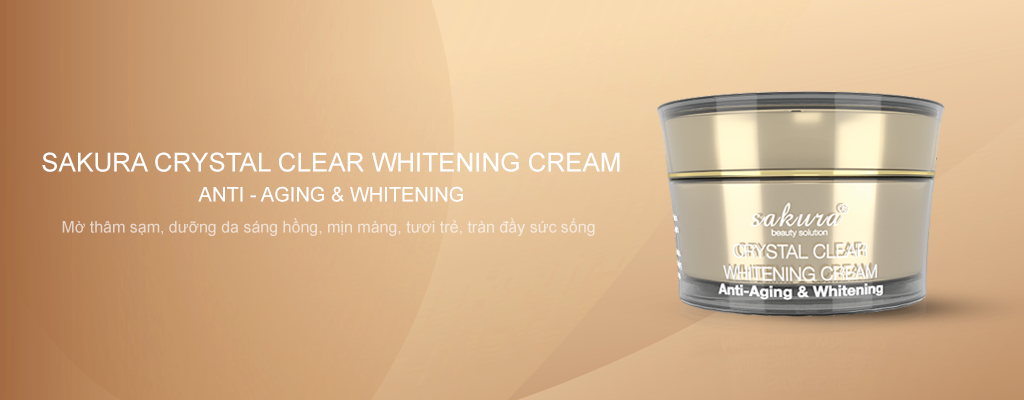 SAKURA CRYSTAL CLEAR WHITENING CREAM
ANTI - AGING & WHITENING
Mờ thâm sạm, dưỡng da sáng hồng, mịn màng, tươi trẻ, tràn đầy sức sống
sakura®
beauty solution
CRYSTAL CLEAR
WHITENING CREAM
Anti-Aging & Whitening